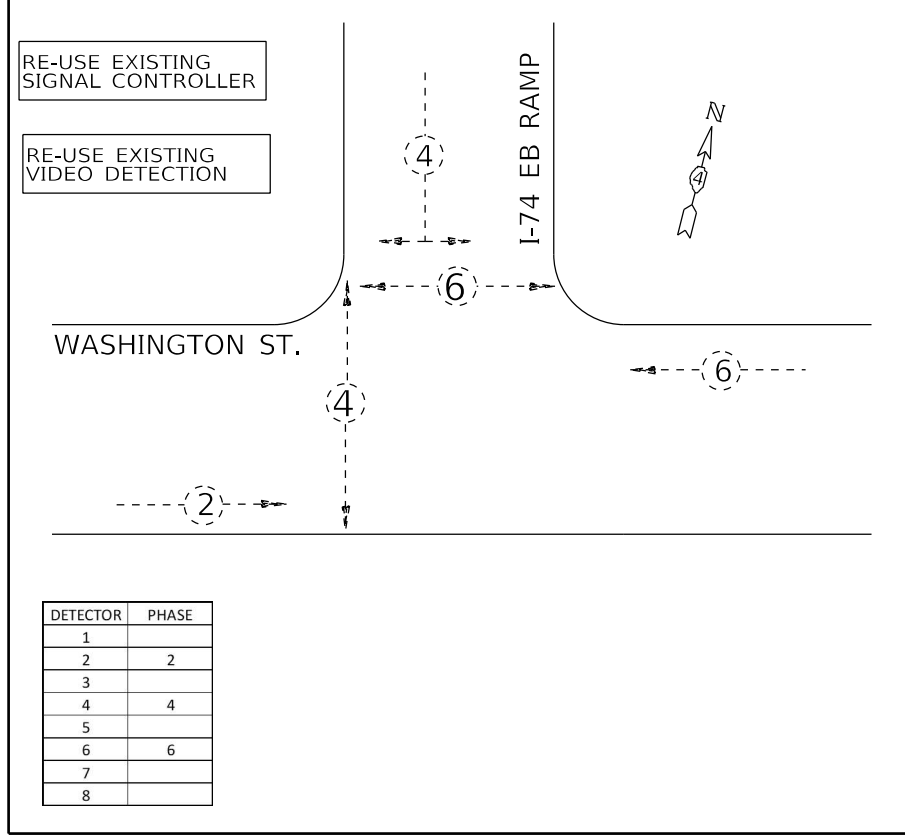 RE-USE EXISTING
SIGNAL CONTROLLER
RE-USE EXISTING
VIDEO DETECTION
4
I-74 EB RAMP
N
4
6
WASHINGTON ST.
6
4
2
DETECTOR PHASE
1
2 2
3
4 4
5
6 6
7
8